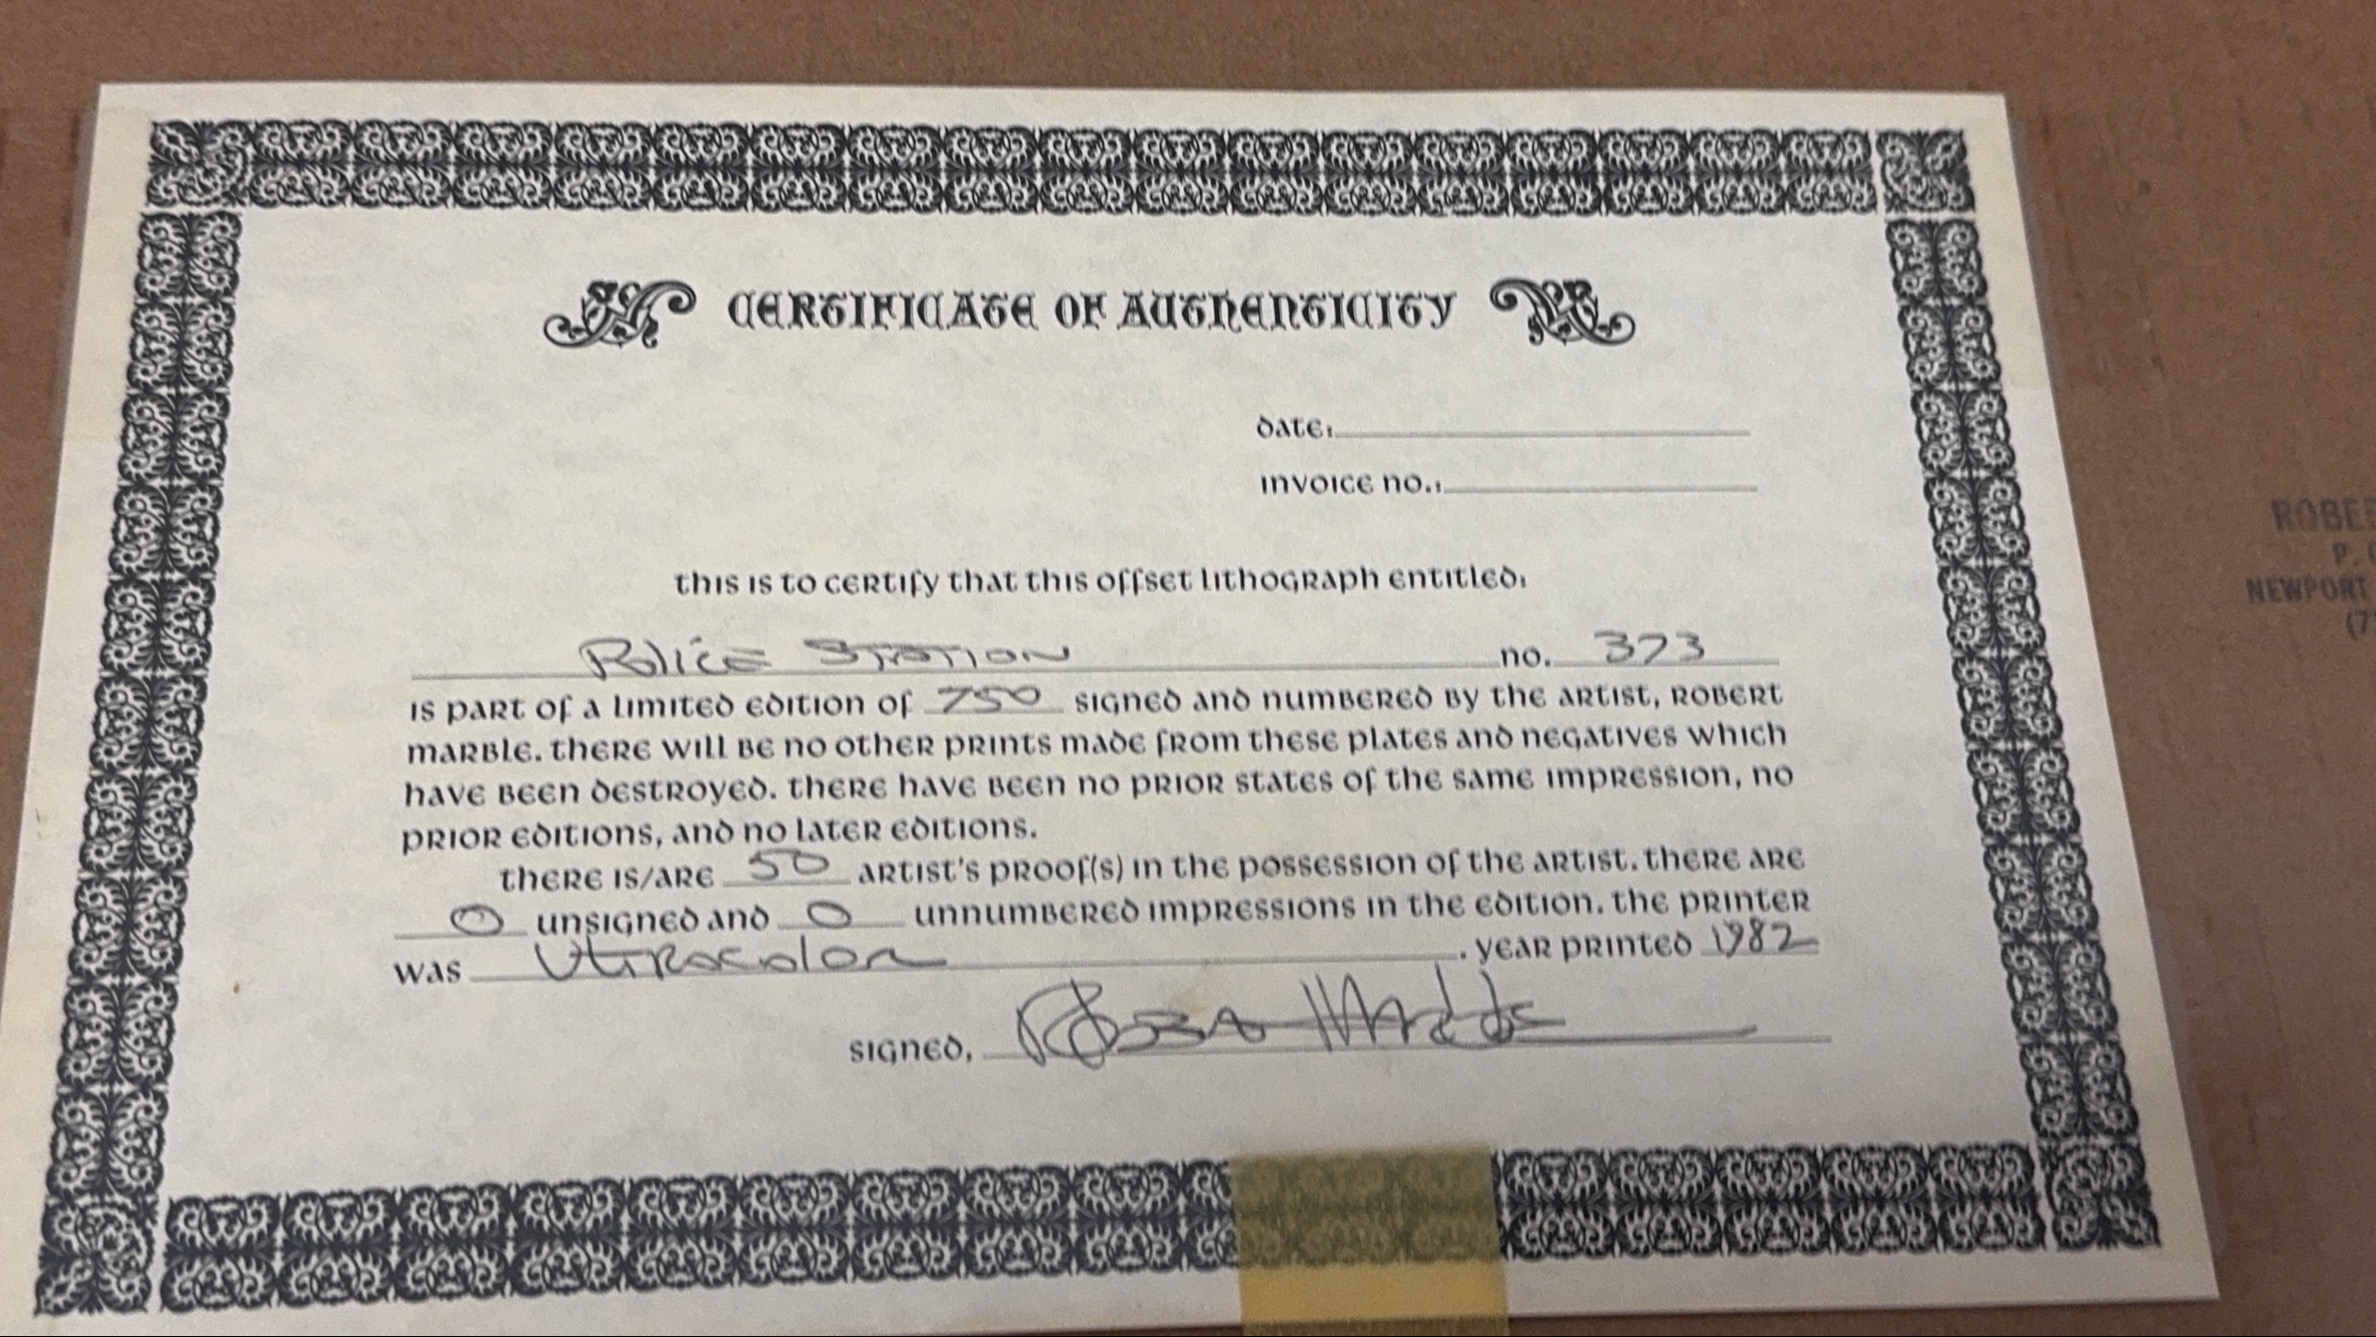 CERTIFICATE OF AUTHENTICITY
DATE:
INVOICE NO.:
THIS IS TO CERTIFY THAT THIS OFFSET LITHOGRAPH ENTITLED,
Police Station NO. 373
IS PART OF A LIMITED EDITION OF 750 SIGNED AND NUMBERED BY THE ARTIST, ROBERT
MARBLE. THERE WILL BE NO OTHER PRINTS MADE FROM THESE PLATES AND NEGATIVES WHICH
HAVE BEEN DESTROYED. THERE HAVE BEEN NO PRIOR STATES OF THE SAME IMPRESSION, NO
PRIOR EDITIONS, AND NO LATER EDITIONS.
THERE IS/ARE 50 ARTIST'S PROOF(S) IN THE POSSESSION OF THE ARTIST. THERE ARE
0 UNSIGNED AND 0 UNNUMBERED IMPRESSIONS IN THE EDITION. THE PRINTER
WAS . YEAR PRINTED 1982
SIGNED, Robert Marble
NEWPORT
(7